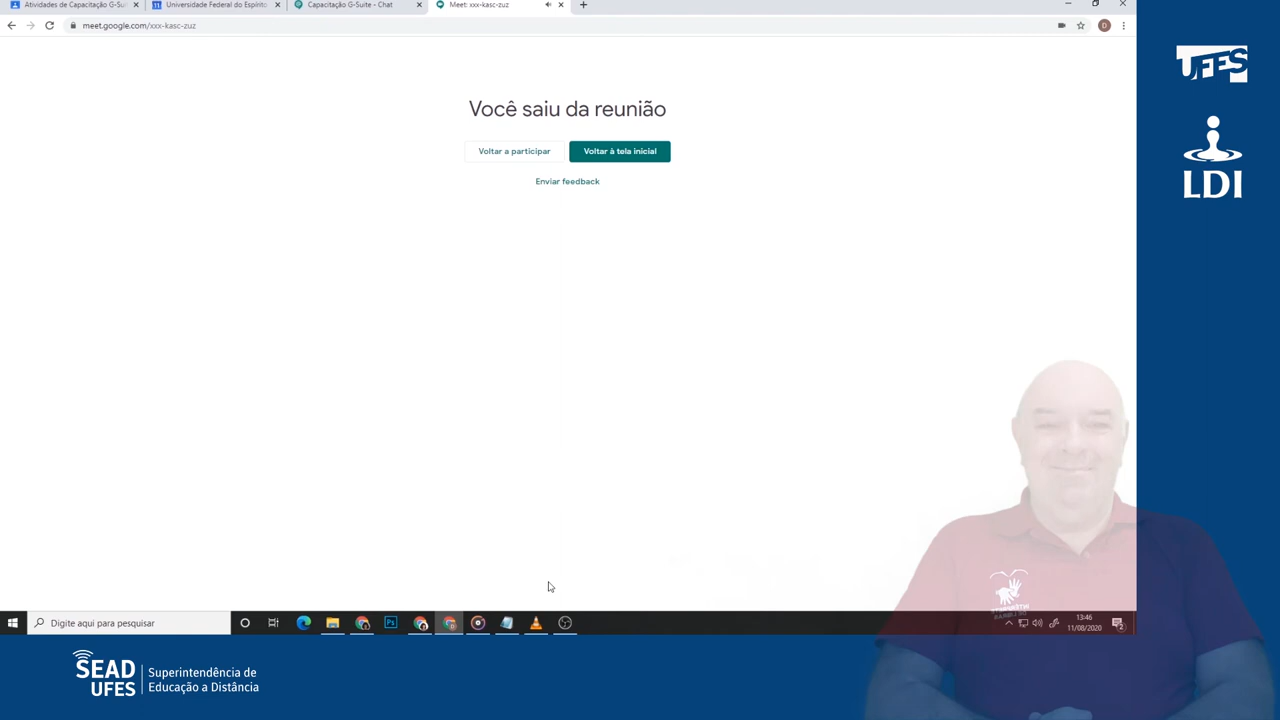 Atividades de Capacitação G-Sui
Universidade Federal do Espírito
Capacitação G-Suite - Chat
Meet: xxx-kasc-zuz
meet.google.com/xxx-kasc-zuz
D
UFES
Você saiu da reunião
Voltar a participar
Voltar à tela inicial
Enviar feedback
LDI
Digite aqui para pesquisar
Ps
13:46
11/08/2020
2
SEAD
UFES
Superintendência de
Educação a Distância